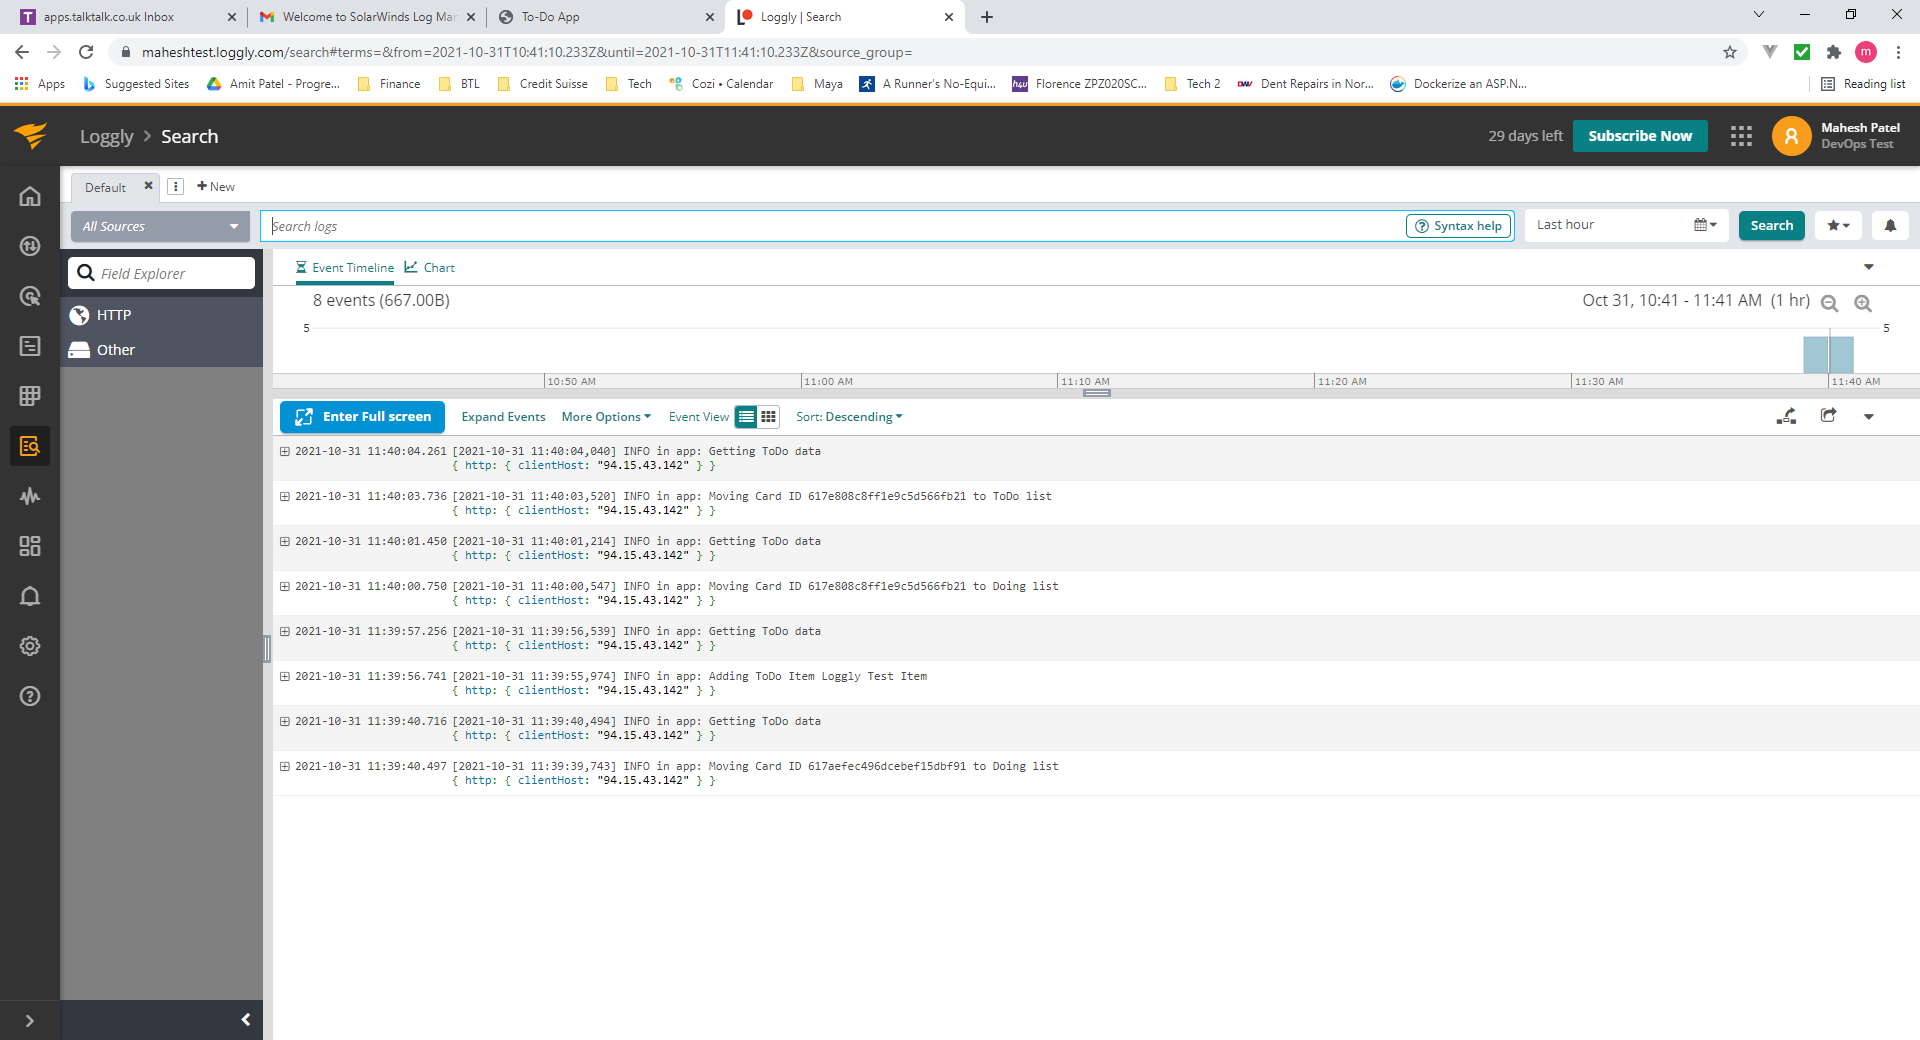 apps.talktalk.co.uk Inbox
Welcome to SolarWinds Log Mar
To-Do App
Loggly | Search
maheshtest.loggly.com/search#terms=&from=2021-10-31T10:41:10.233Z&until=2021-10-31T11:41:10.233Z&source_group=
m
Apps
Suggested Sites
Amit Patel - Progre...
Finance
BTL
Credit Suisse
Tech
Cozi • Calendar
Maya
A Runner's No-Equi...
h4u
Florence ZPZ020SC...
Tech 2
Dent Repairs in Nor...
Dockerize an ASP.N...
Reading list
Loggly > Search
29 days left
Subscribe Now
Mahesh Patel
DevOps Test
Default
+ New
All Sources
Search logs
Syntax help
Last hour
Search
Field Explorer
HTTP
Other
Event Timeline
Chart
8 events (667.00B)
Oct 31, 10:41 - 11:41 AM (1 hr)
5
5
10:50 AM
11:00 AM
11:10 AM
11:20 AM
11:30 AM
11:40 AM
Enter Full screen
Expand Events
More Options
Event View
Sort: Descending
2021-10-31 11:40:04.261 [2021-10-31 11:40:04,040] INFO in app: Getting ToDo data
{ http: { clientHost: "94.15.43.142" } }
2021-10-31 11:40:03.736 [2021-10-31 11:40:03,520] INFO in app: Moving Card ID 617e808c8ff1e9c5d566fb21 to ToDo list
{ http: { clientHost: "94.15.43.142" } }
2021-10-31 11:40:01.450 [2021-10-31 11:40:01,214] INFO in app: Getting ToDo data
{ http: { clientHost: "94.15.43.142" } }
2021-10-31 11:40:00.750 [2021-10-31 11:40:00,547] INFO in app: Moving Card ID 617e808c8ff1e9c5d566fb21 to Doing list
{ http: { clientHost: "94.15.43.142" } }
2021-10-31 11:39:57.256 [2021-10-31 11:39:56,539] INFO in app: Getting ToDo data
{ http: { clientHost: "94.15.43.142" } }
2021-10-31 11:39:56.741 [2021-10-31 11:39:55,974] INFO in app: Adding ToDo Item Loggly Test Item
{ http: { clientHost: "94.15.43.142" } }
2021-10-31 11:39:40.716 [2021-10-31 11:39:40,494] INFO in app: Getting ToDo data
{ http: { clientHost: "94.15.43.142" } }
2021-10-31 11:39:40.497 [2021-10-31 11:39:39,743] INFO in app: Moving Card ID 617aefec496dcebef15dbf91 to Doing list
{ http: { clientHost: "94.15.43.142" } }